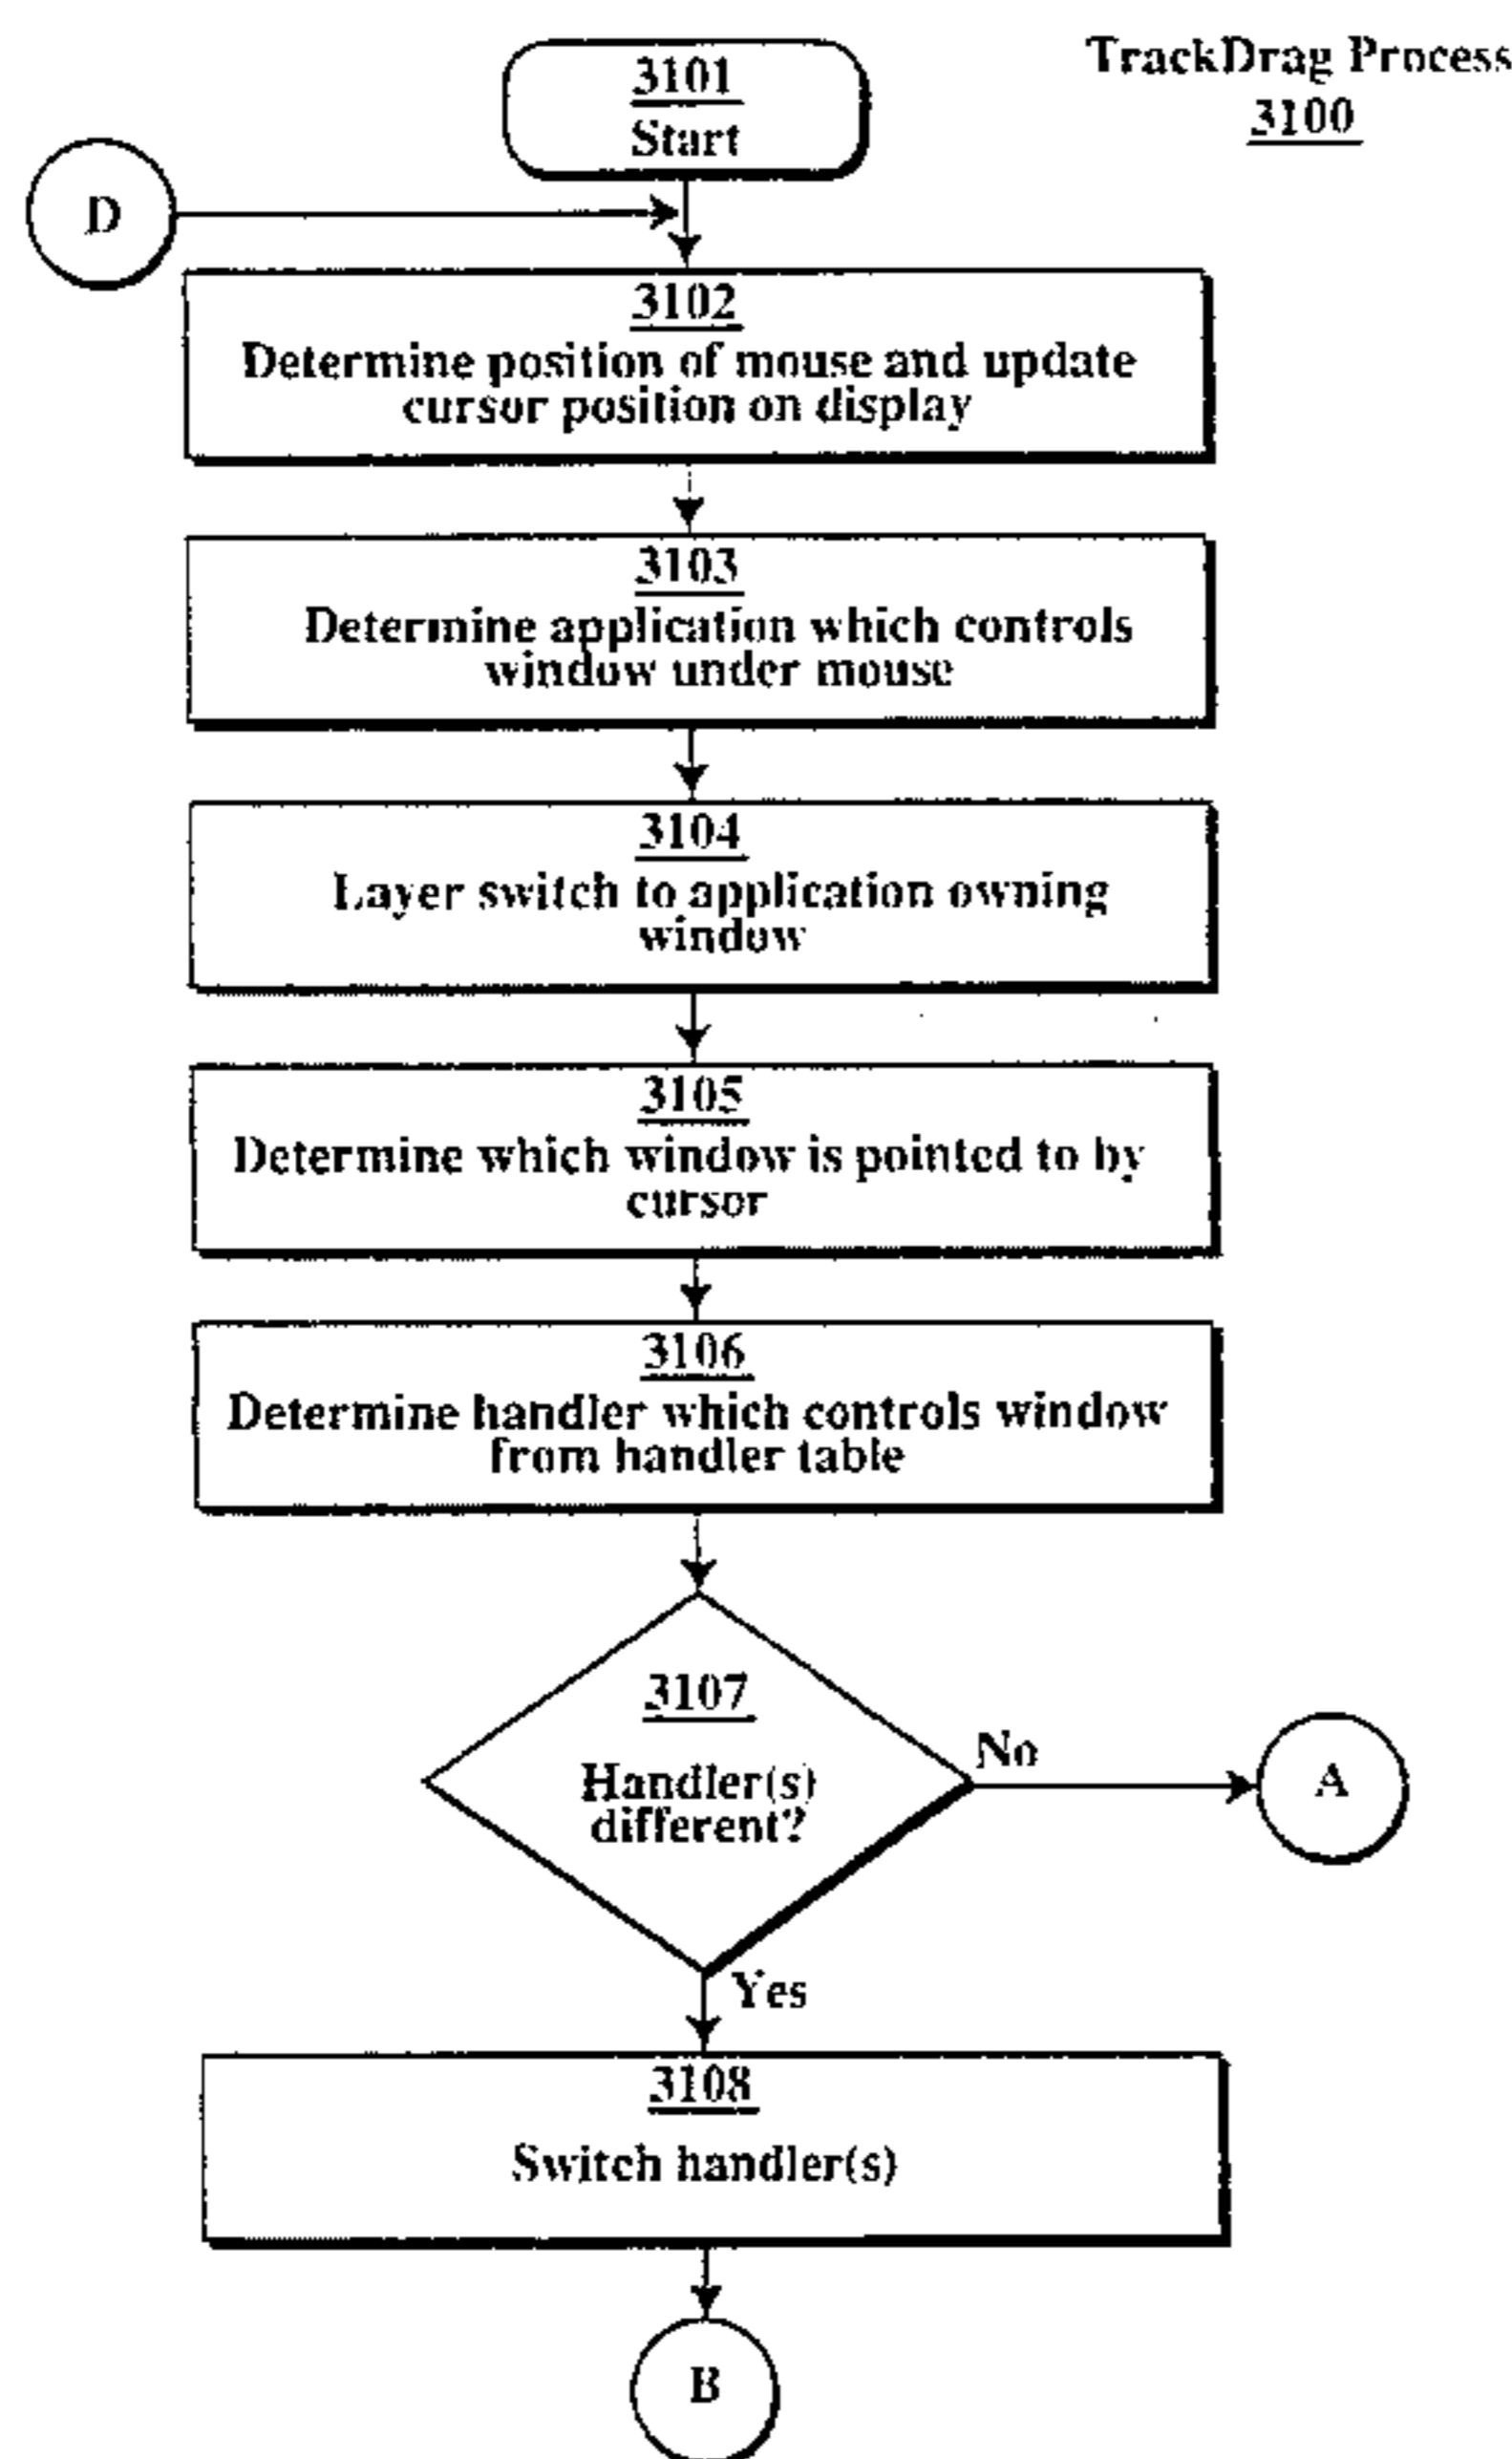 TrackDrag Process
3100
3101
Start
D
3102
Determine position of mouse and update
cursor position on display
3103
Determine application which controls
window under mouse
3104
Layer switch to application owning
window
3105
Determine which window is pointed to by
cursor
3106
Determine handler which controls window
from handler table
3107
Handler(s)
different?
No
A
Yes
3108
Switch handler(s)
B